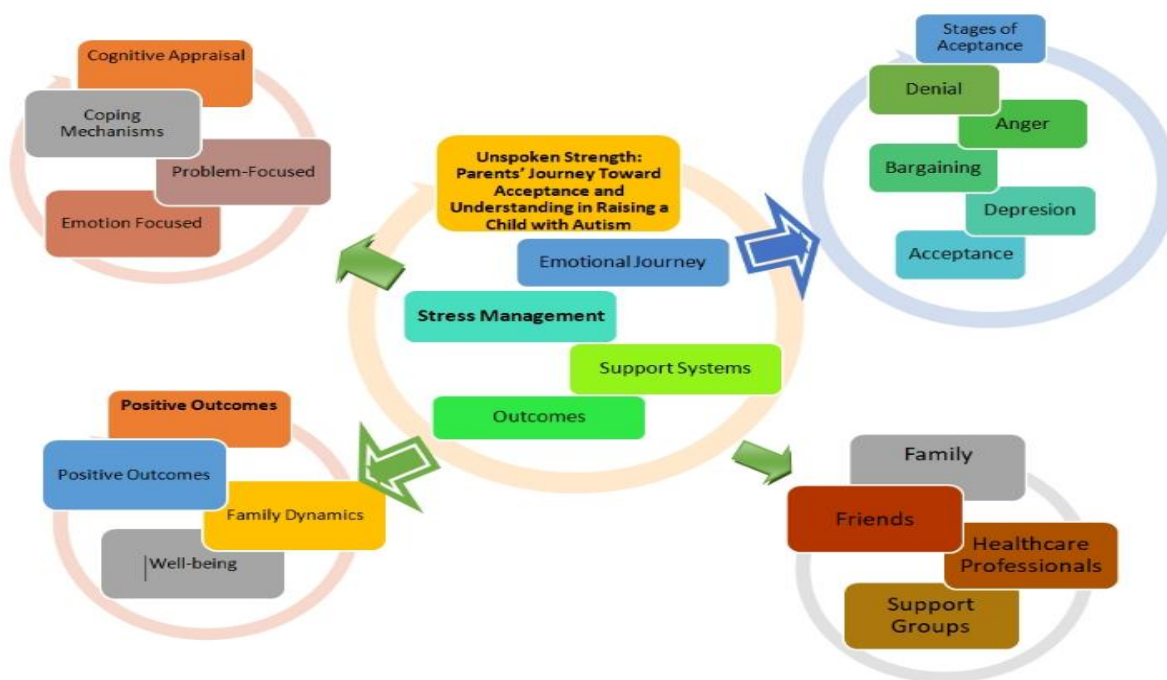 Cognitive Appraisal
Coping
Mechanisms
Problem-Focused
Emotion Focused
Unspoken Strength:
Parents’ Journey Toward
Acceptance and
Understanding in Raising a
Child with Autism
Emotional Journey
Stress Management
Support Systems
Outcomes
Stages of
Aceptance
Denial
Anger
Bargaining
Depresion
Acceptance
Positive Outcomes
Positive Outcomes
Family Dynamics
Well-being
Family
Friends
Healthcare
Professionals
Support
Groups